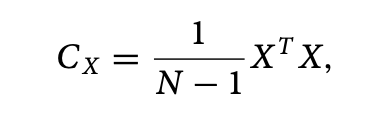 $C_X = \frac{1}{N-1} X^T X,$